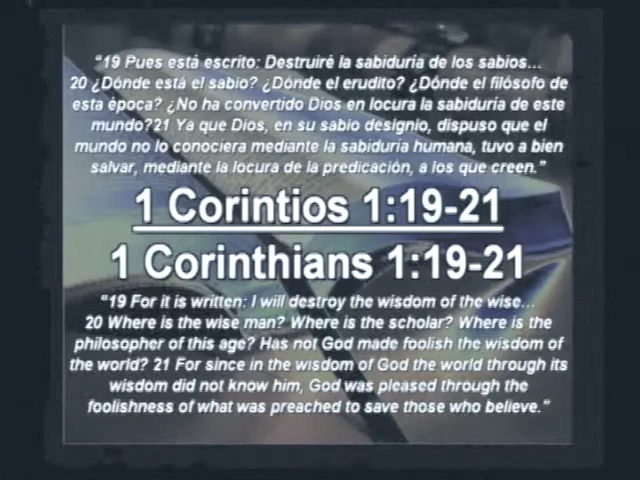 "19 Pues está escrito: Destruiré la sabiduría de los sabios...
20 ¿Dónde está el sabio? ¿Dónde el erudito? ¿Dónde el filósofo de
esta época? ¿No ha convertido Dios en locura la sabiduría de este
mundo?21 Ya que Dios, en su sabio designio, dispuso que el
mundo no lo conociera mediante la sabiduría humana, tuvo a bien
salvar, mediante la locura de la predicación, a los que creen."
1 Corintios 1:19-21
1 Corinthians 1:19-21
"19 For it is written: I will destroy the wisdom of the wise...
20 Where is the wise man? Where is the scholar? Where is the
philosopher of this age? Has not God made foolish the wisdom of
the world? 21 For since in the wisdom of God the world through its
wisdom did not know him, God was pleased through the
foolishness of what was preached to save those who believe."